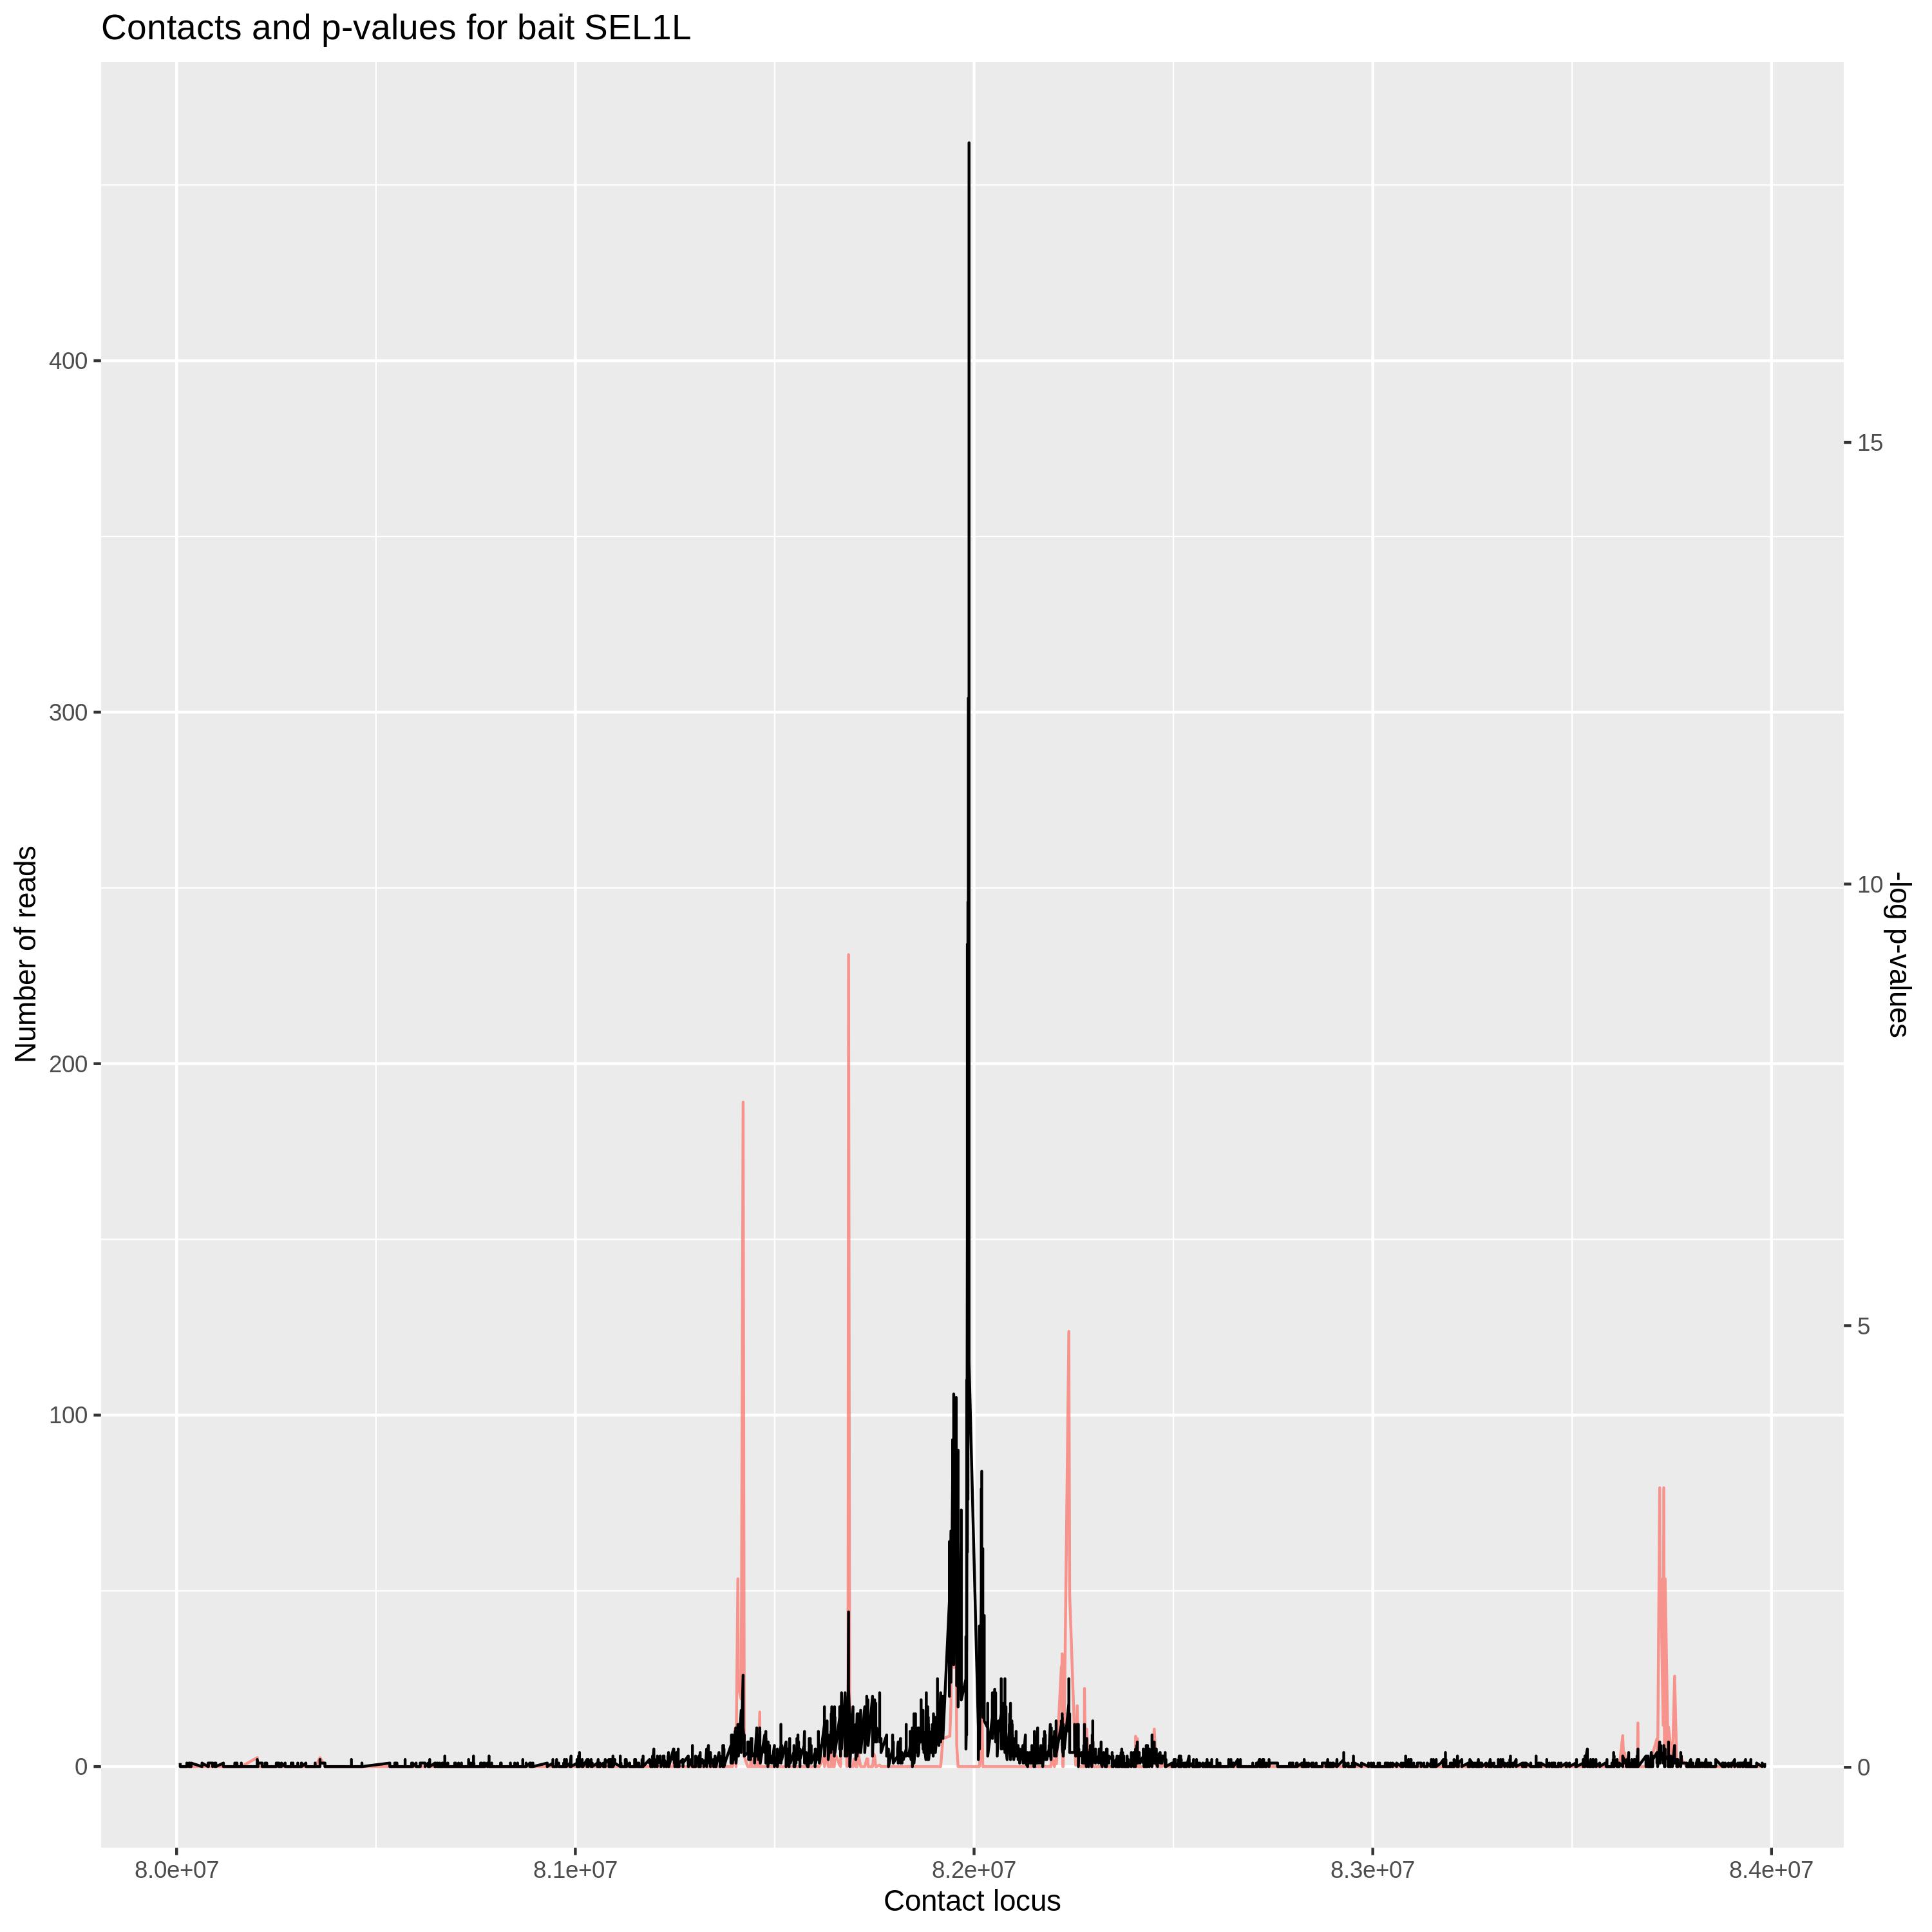 Contacts and p-values for bait SEL1L
Number of reads
400
300
200
100
0
15
10
5
0
-log p-values
8.0e+07
8.1e+07
8.2e+07
8.3e+07
8.4e+07
Contact locus